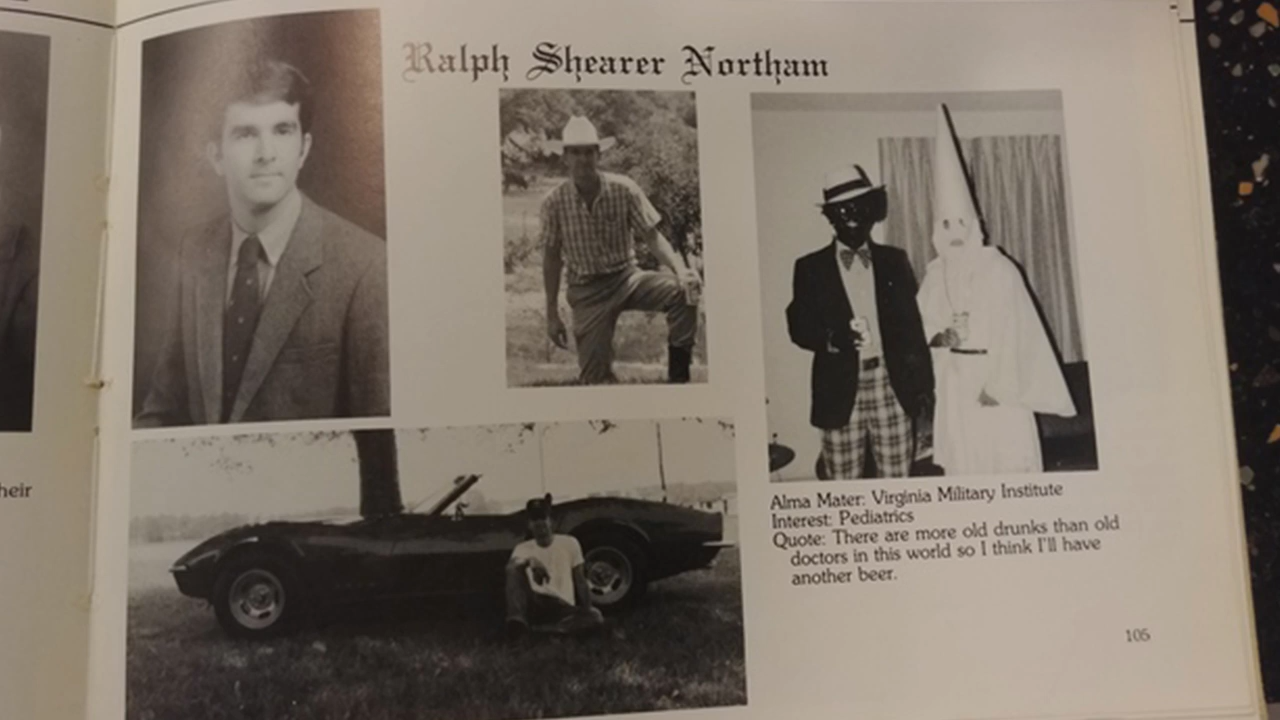 Ralph Shearer Northam
heir
Alma Mater: Virginia Military Institute
Interest: Pediatrics
Quote: There are more old drunks than old
doctors in this world so I think I'll have
another beer.
105